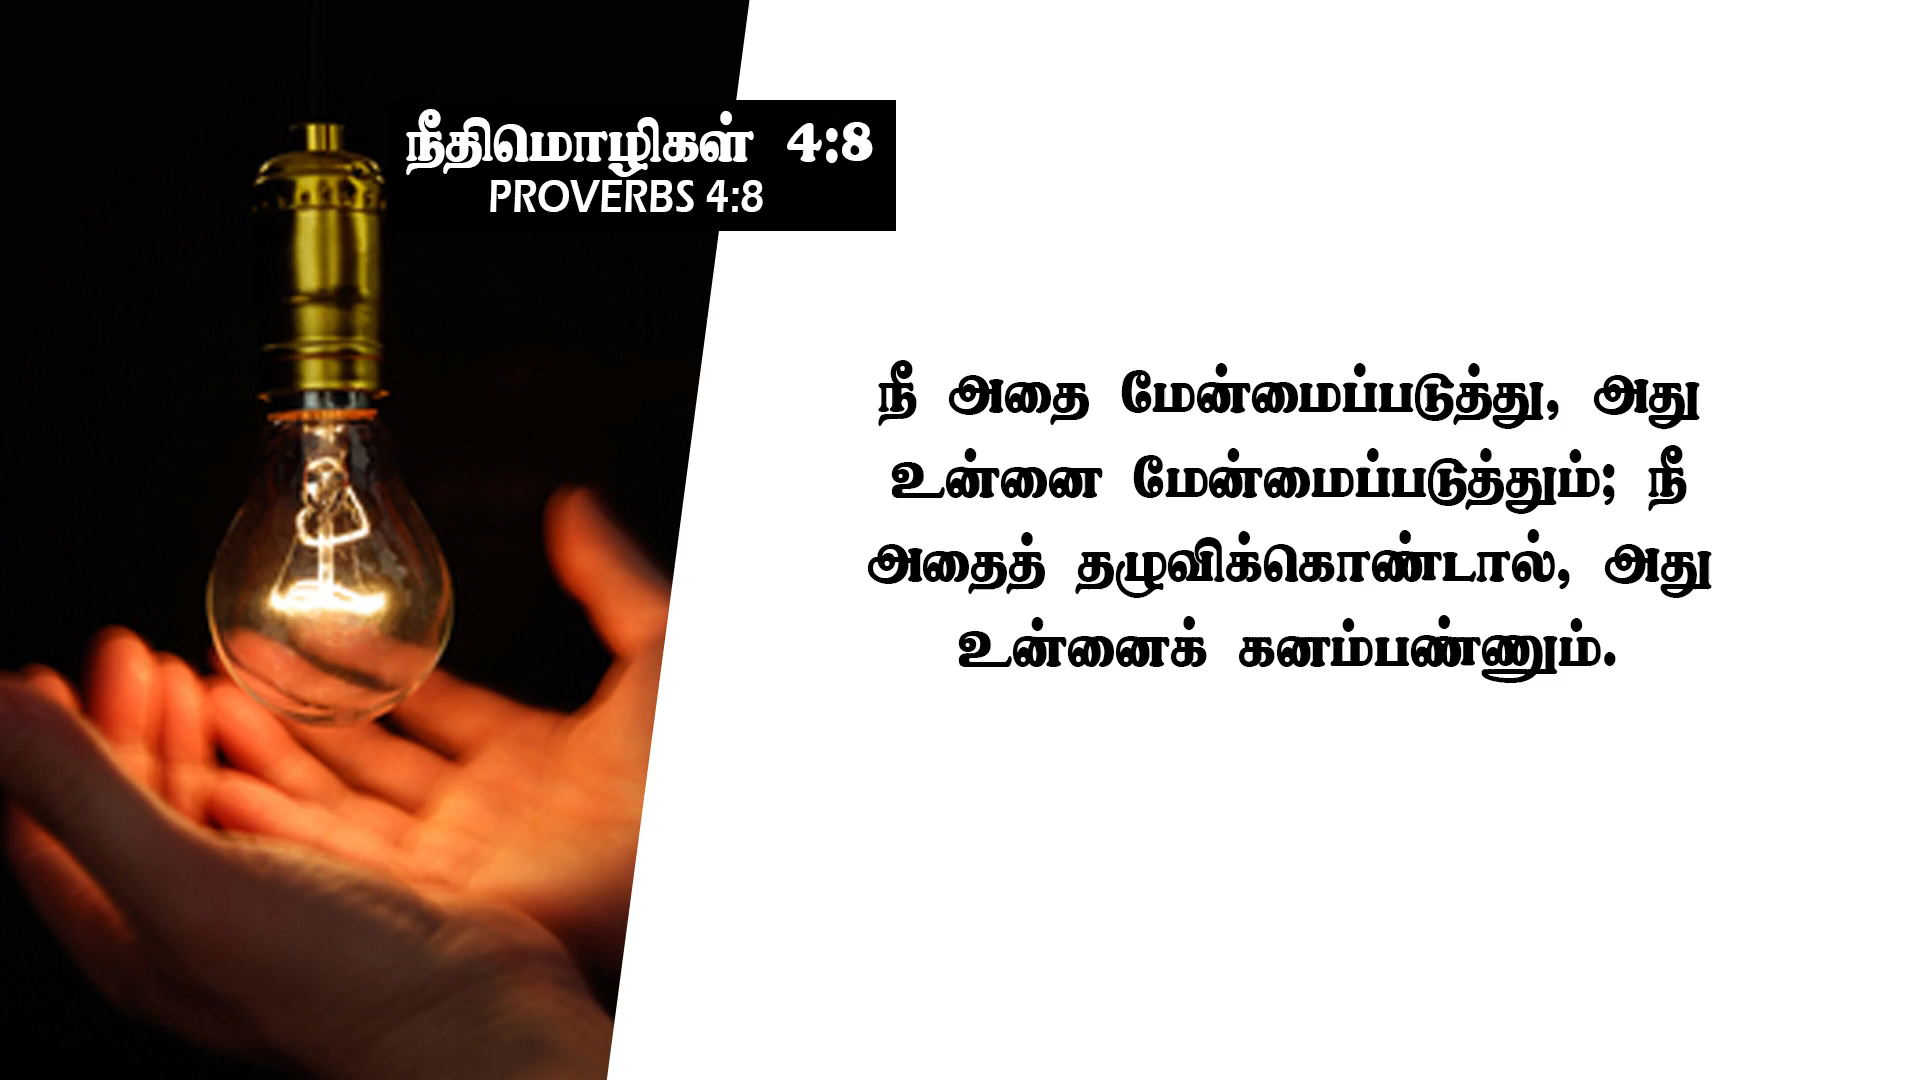 நீதிமொழிகள் 4:8
PROVERBS 4:8
நீ அதை மேன்மைப்படுத்து, அது
உன்னை மேன்மைப்படுத்தும்; நீ
அதைத் தழுவிக்கொண்டால், அது
உன்னைக் கனம்பண்ணும்.